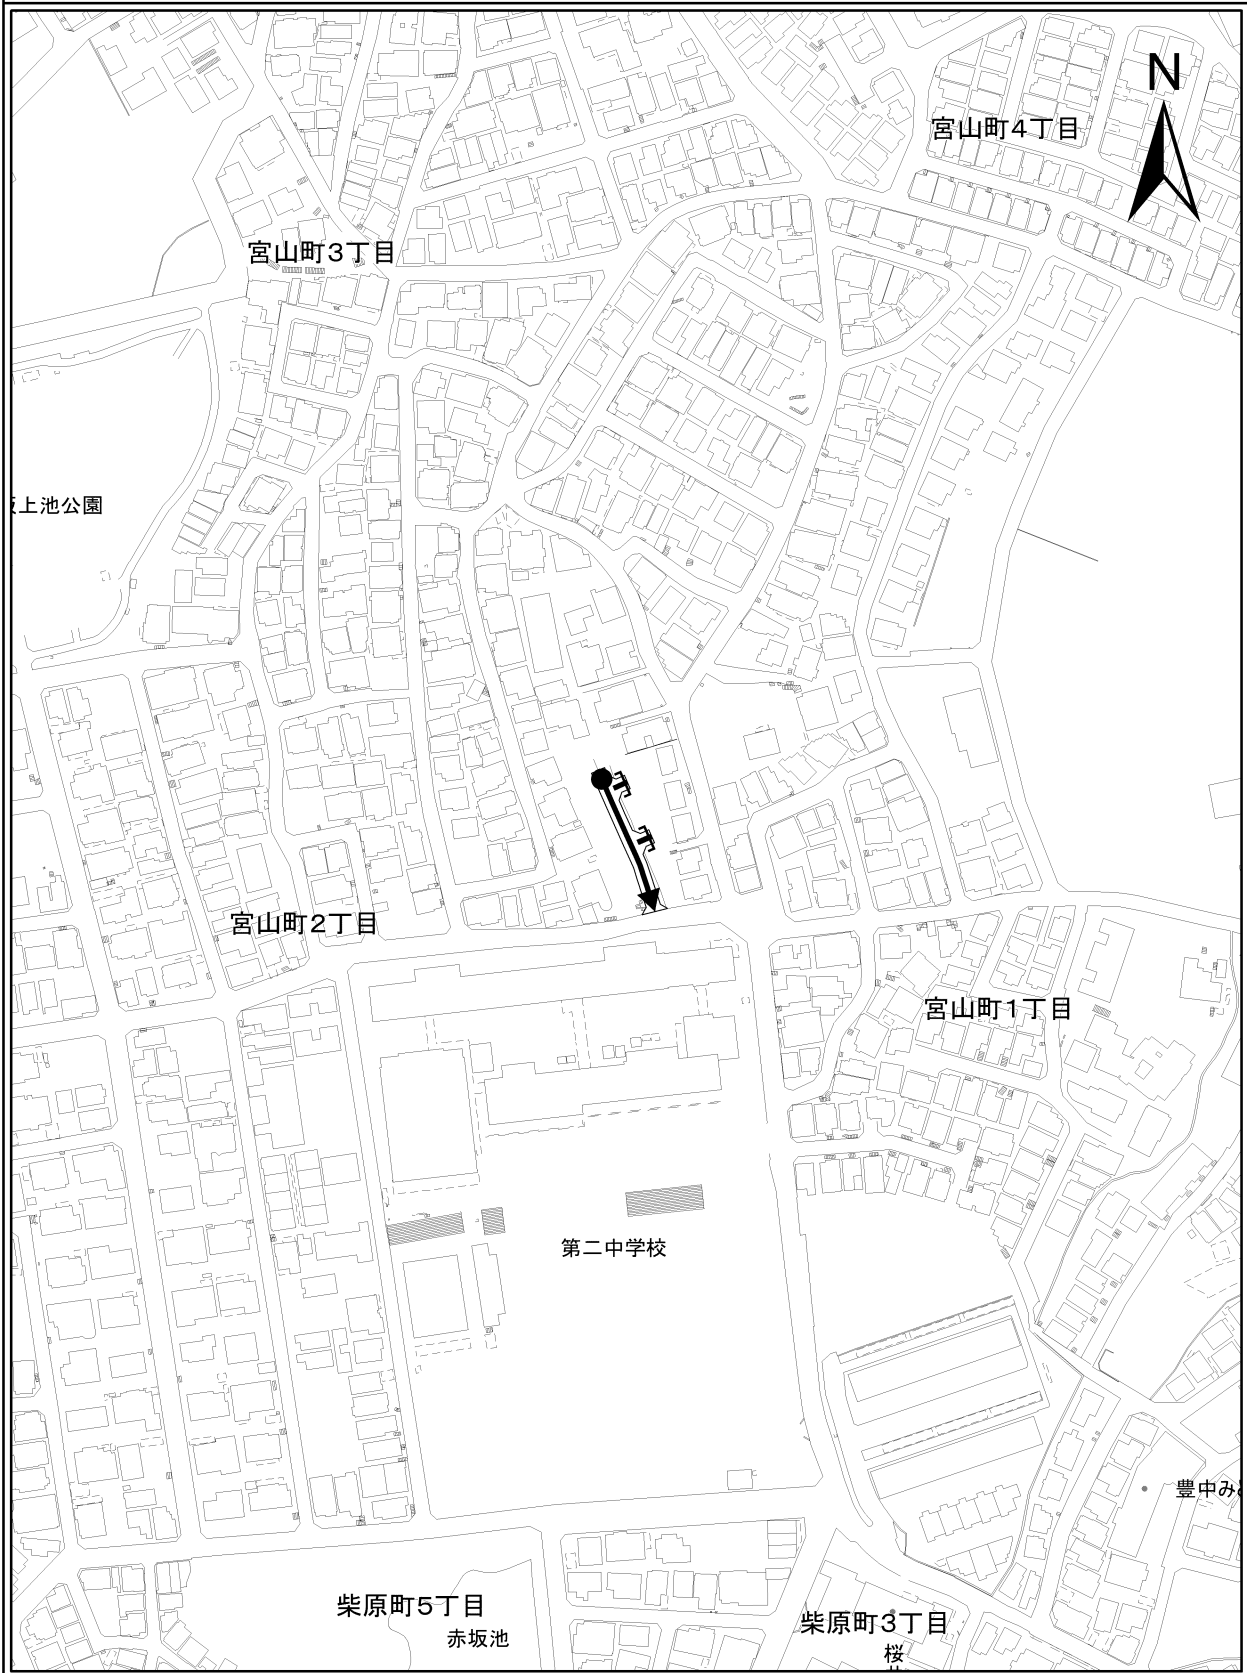 N
宮山町4丁目
宮山町3丁目
上池公園
宮山町2丁目
宮山町1丁目
第二中学校
豊中み
柴原町5丁目
柴原町3丁目
赤坂池
桜